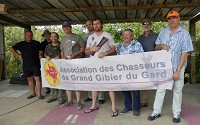 Association des Chasseurs
de Grand Gibier du Gard